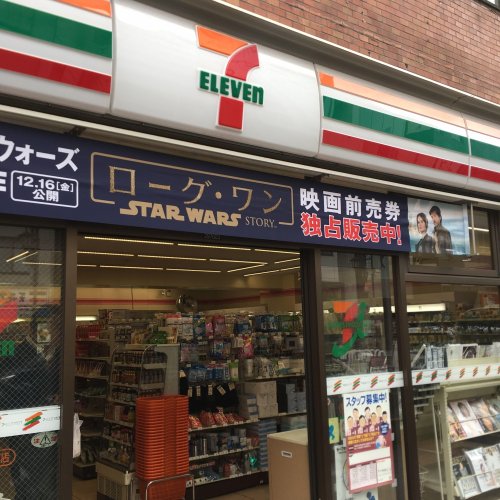 7
ELEVEN
ウォーズ
12.16[金]
公開
ローグ・ワン
STAR WARS STORY
映画前売券
独占販売中!
スタッフ募集中!